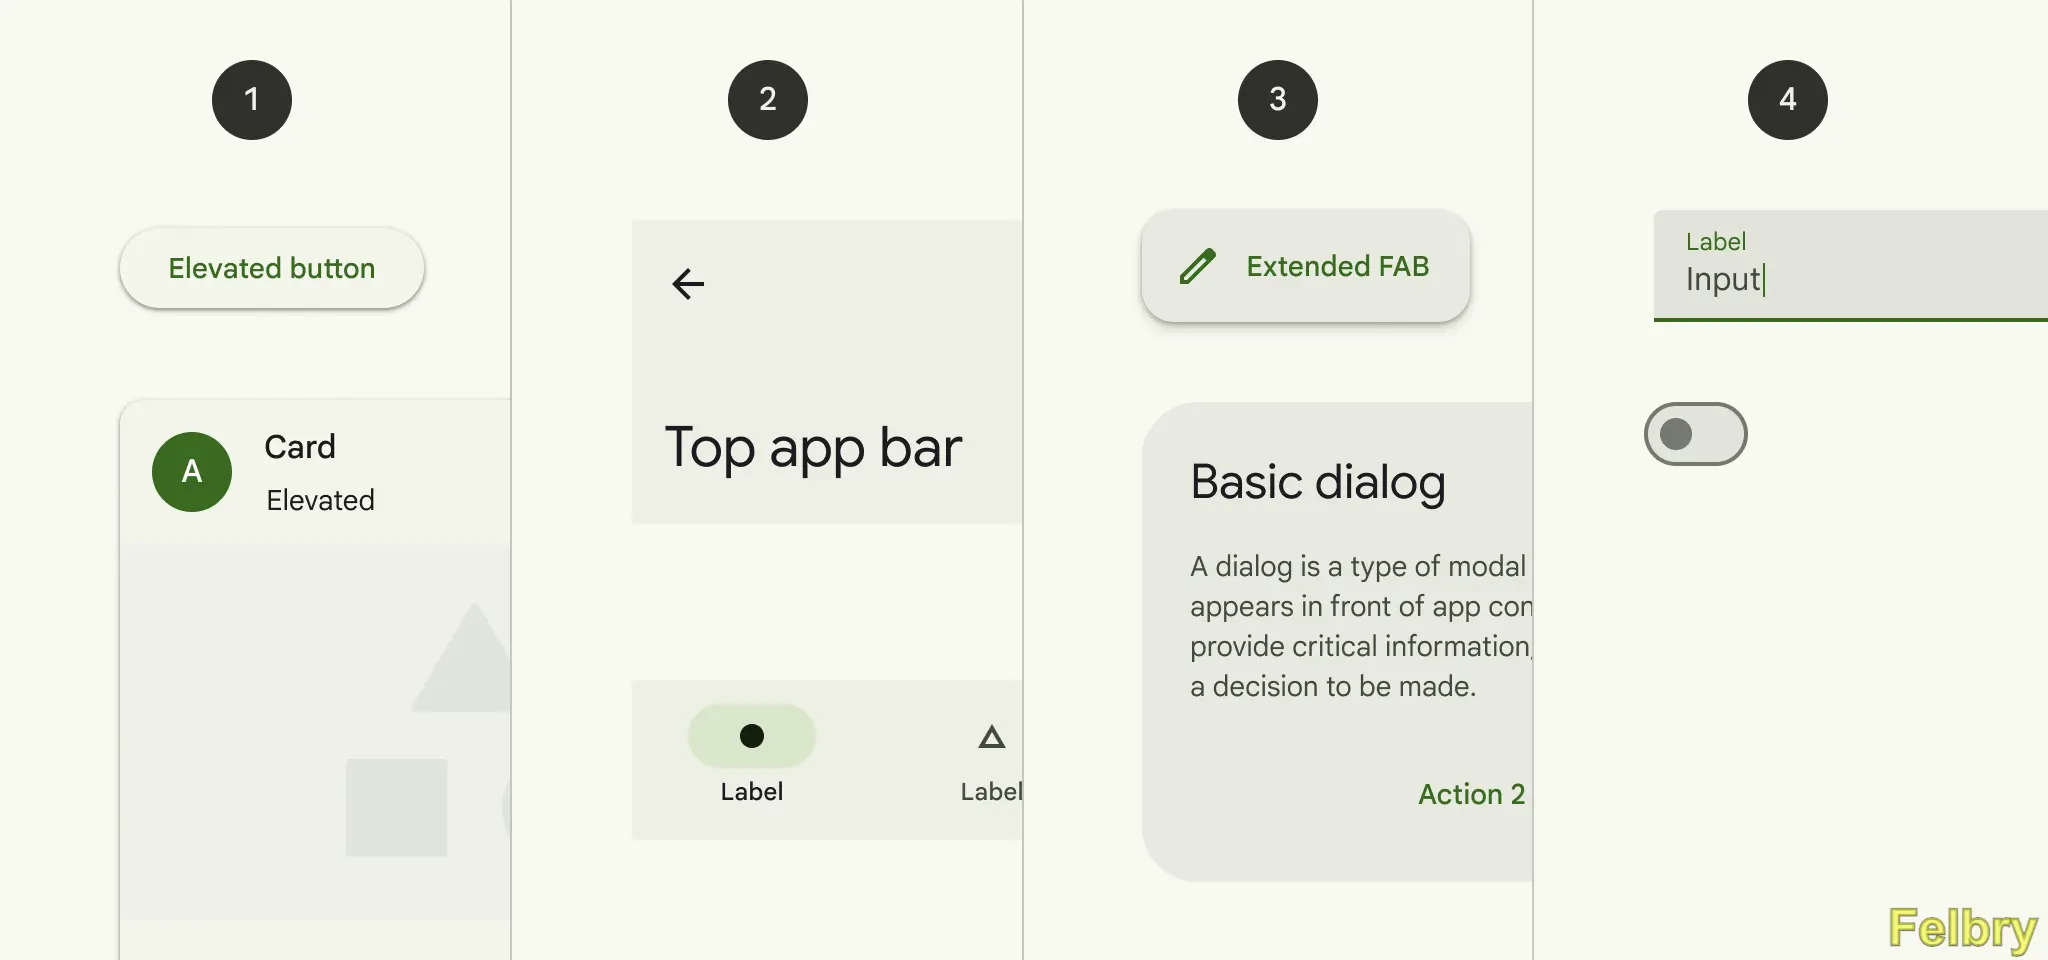 1
Elevated button
A
Card
Elevated
2
Top app bar
Label
Label
3
Extended FAB
Basic dialog
A dialog is a type of modal
appears in front of app con
provide critical information,
a decision to be made.
Action 2
4
Label
Input
Felbry